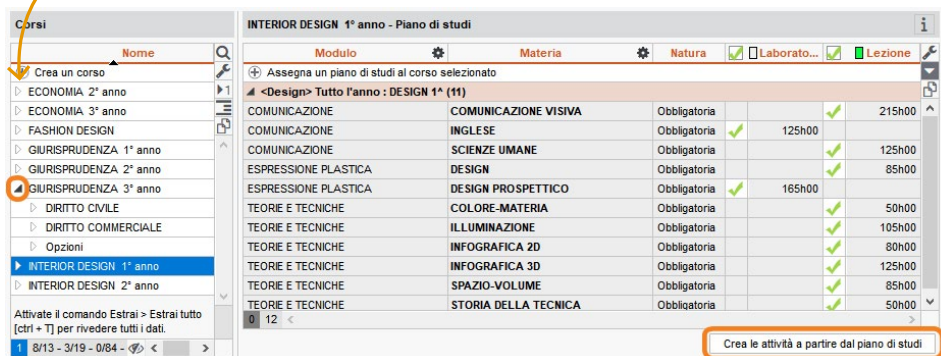 Corsi
Nome
Crea un corso
ECONOMIA 2° anno
ECONOMIA 3° anno
FASHION DESIGN
GIURISPRUDENZA 1° anno
GIURISPRUDENZA 2° anno
GIURISPRUDENZA 3° anno
DIRITTO CIVILE
DIRITTO COMMERCIALE
Opzioni
INTERIOR DESIGN 1° anno
INTERIOR DESIGN 2° anno
Attivate il comando Estrai > Estrai tutto
[ctrl + T] per rivedere tutti i dati.
1 8/13 - 3/19 - 0/84 - < >
1
INTERIOR DESIGN 1° anno - Piano di studi i
Modulo Materia Natura Laborato... Lezione
Assegna un piano di studi al corso selezionato
<Design> Tutto l'anno : DESIGN 1^ (11)
COMUNICAZIONE COMUNICAZIONE VISIVA Obbligatoria 215h00
COMUNICAZIONE INGLESE Obbligatoria 125h00
COMUNICAZIONE SCIENZE UMANE Obbligatoria 125h00
ESPRESSIONE PLASTICA DESIGN Obbligatoria 85h00
ESPRESSIONE PLASTICA DESIGN PROSPETTICO Obbligatoria 165h00
TEORIE E TECNICHE COLORE-MATERIA Obbligatoria 50h00
TEORIE E TECNICHE ILLUMINAZIONE Obbligatoria 105h00
TEORIE E TECNICHE INFOGRAFICA 2D Obbligatoria 80h00
TEORIE E TECNICHE INFOGRAFICA 3D Obbligatoria 125h00
TEORIE E TECNICHE SPAZIO-VOLUME Obbligatoria 85h00
TEORIE E TECNICHE STORIA DELLA TECNICA Obbligatoria 50h00
0 12 < >
Crea le attività a partire dal piano di studi